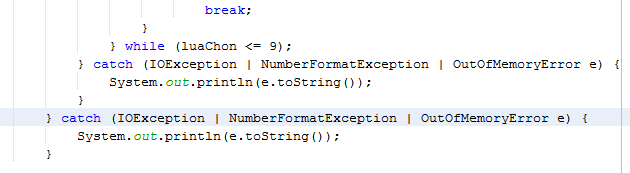 break;
}
} while (luaChon <= 9);
} catch (IOException | NumberFormatException | OutOfMemoryError e) {
System.out.println(e.toString());
}
} catch (IOException | NumberFormatException | OutOfMemoryError e) {
System.out.println(e.toString());
}